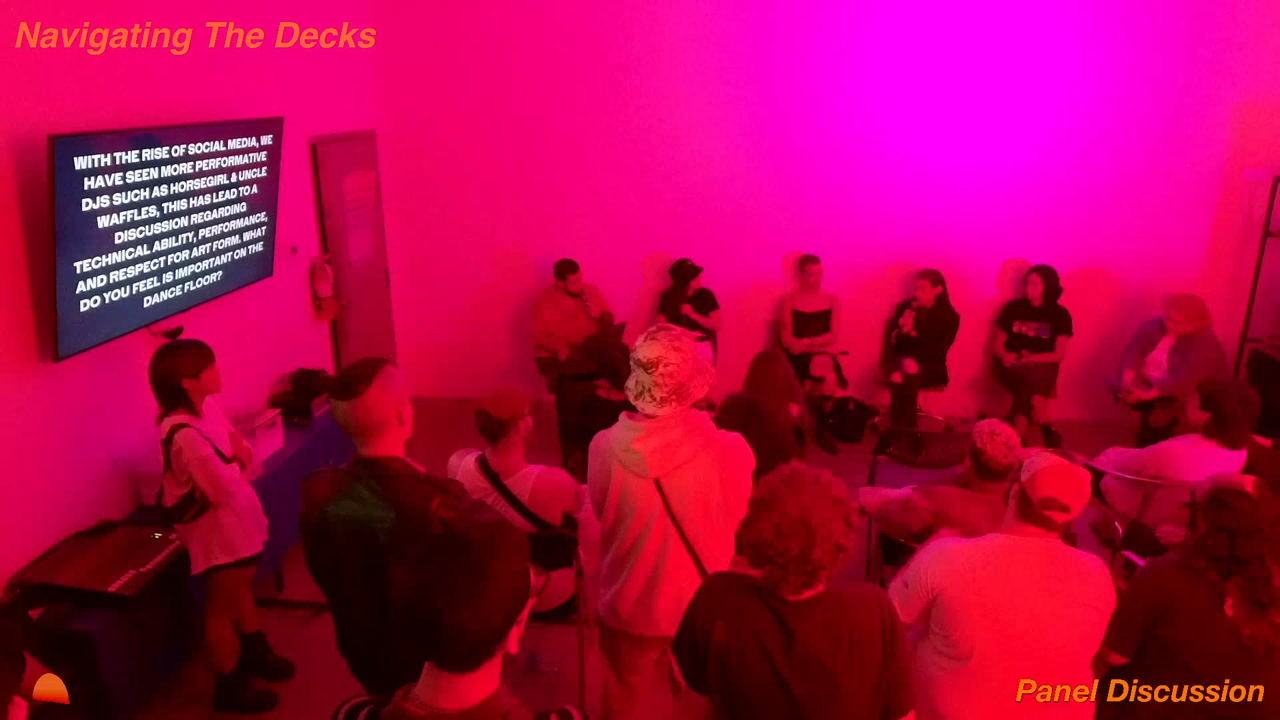 Navigating The Decks
WITH THE RISE OF SOCIAL MEDIA, WE
HAVE SEEN MORE PERFORMATIVE
DJS SUCH AS HORSEGIRL & UNCLE
WAFFLES, THIS HAS LEAD TO A
DISCUSSION REGARDING
TECHNICAL ABILITY, PERFORMANCE,
AND RESPECT FOR ART FORM. WHAT
DO YOU FEEL IS IMPORTANT ON THE
DANCE FLOOR?
Panel Discussion